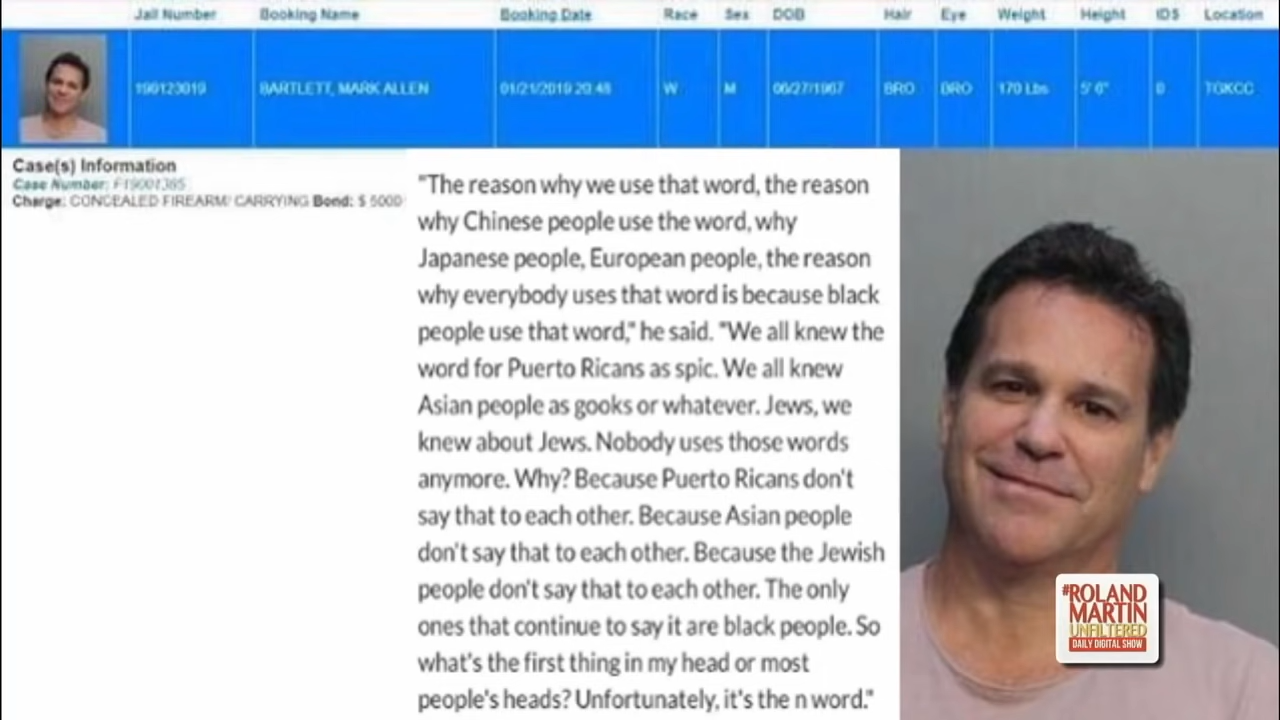 Jail Number Booking Name Booking Date Race Sex DOB Hair Eye Weight Height IDS Location
190123019 BARTLETT, MARK ALLEN 01/21/2019 20:48 W M 06/27/1967 BRO BRO 170 Lbs 0 TGKCC
Case(s) Information
Case Number: F19001385
Charge: CONCEALED FIREARM/ CARRYING Bond: $ 5000
"The reason why we use that word, the reason
why Chinese people use the word, why
Japanese people, European people, the reason
why everybody uses that word is because black
people use that word," he said. "We all knew the
word for Puerto Ricans as spic. We all knew
Asian people as gooks or whatever. Jews, we
knew about Jews. Nobody uses those words
anymore. Why? Because Puerto Ricans don't
say that to each other. Because Asian people
don't say that to each other. Because the Jewish
people don't say that to each other. The only
ones that continue to say it are black people. So
what's the first thing in my head or most
people's heads? Unfortunately, it's the n word."
#ROLAND
MARTIN
UNFILTERED
DAILY DIGITAL SHOW